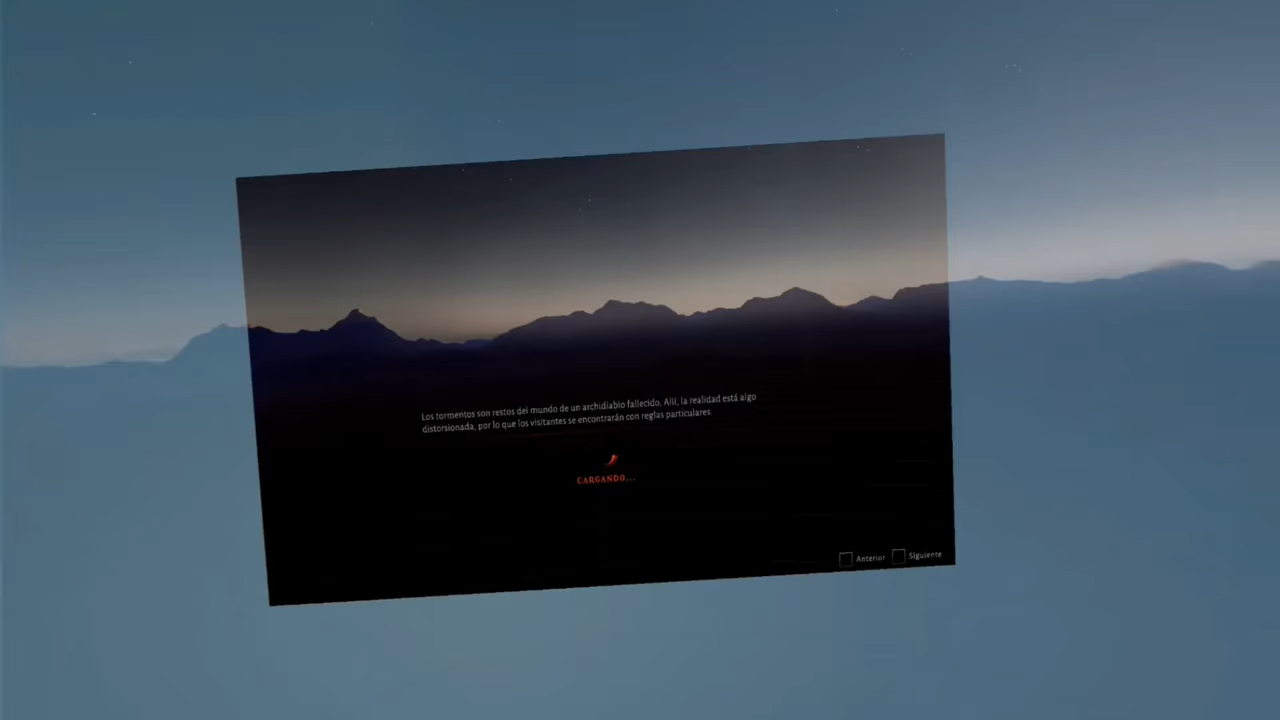 Los tormentos son restos del mundo de un archidiablo fallecido. Allí, la realidad está algo
distorsionada, por lo que los visitantes se encontrarán con reglas particulares.
CARGANDO...
Anterior
Siguiente